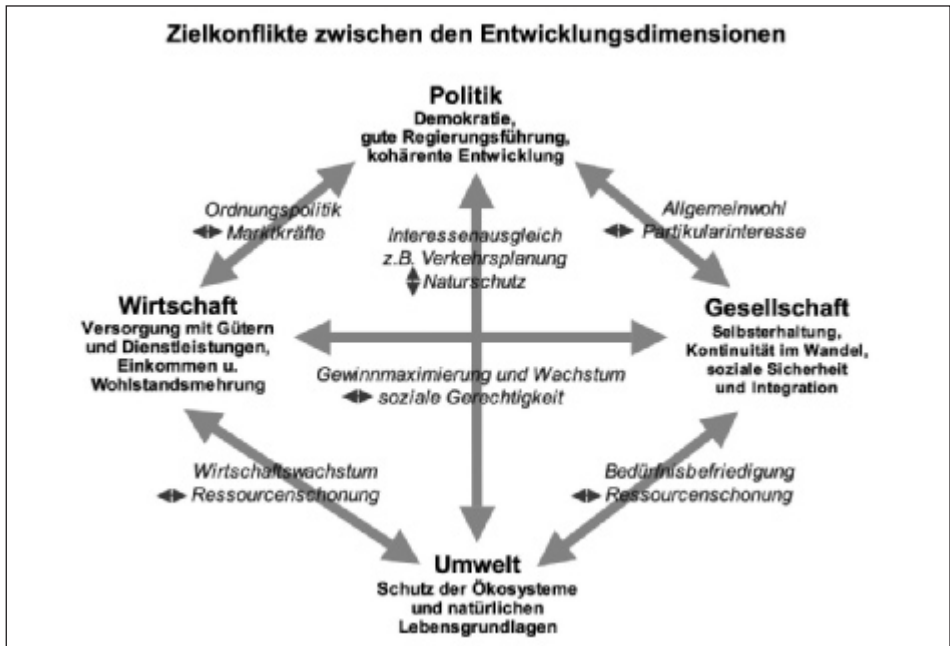 Zielkonflikte zwischen den Entwicklungsdimensionen
Politik
Demokratie,
gute Regierungsführung,
kohärente Entwicklung
Ordnungspolitik
Marktkräfte
Interessenausgleich
z.B. Verkehrsplanung
Naturschutz
Allgemeinwohl
Partikularinteresse
Wirtschaft
Versorgung mit Gütern
und Dienstleistungen,
Einkommen u.
Wohlstandsmehrung
Gesellschaft
Selbsterhaltung,
Kontinuität im Wandel,
soziale Sicherheit
und Integration
Gewinnmaximierung und Wachstum
soziale Gerechtigkeit
Wirtschaftswachstum
Ressourcenschonung
Bedürfnisbefriedigung
Ressourcenschonung
Umwelt
Schutz der Ökosysteme
und natürlichen
Lebensgrundlagen